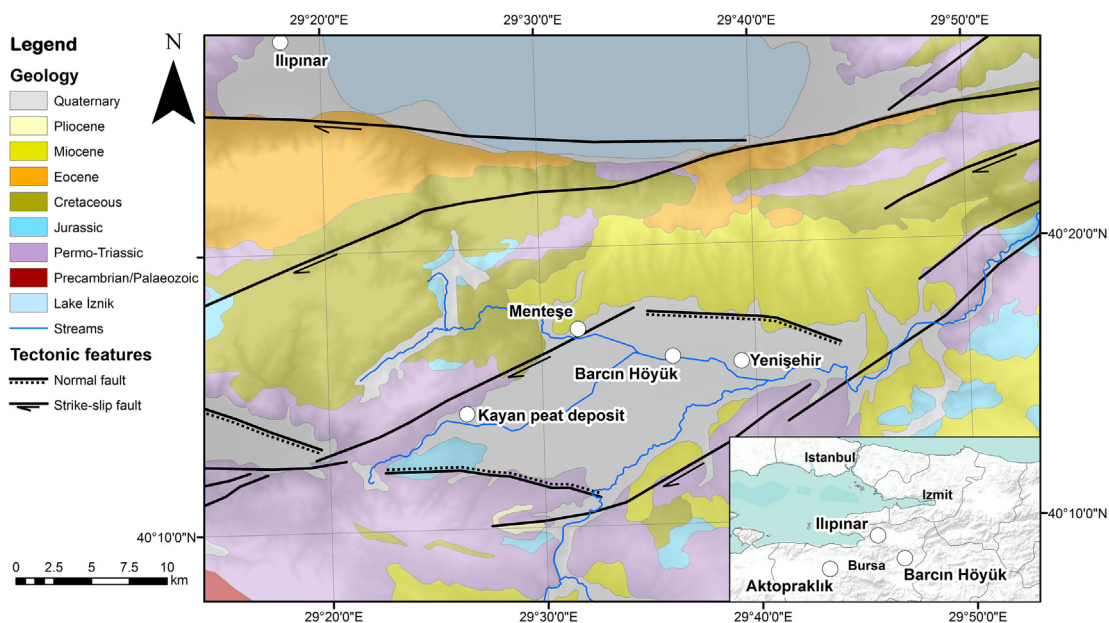 29°20'0"E
29°30'0"E
29°40'0"E
29°50'0"E
Legend
Geology
Quaternary
Pliocene
Miocene
Eocene
Cretaceous
Jurassic
Permo-Triassic
Precambrian/Palaeozoic
Lake İznik
Streams
Tectonic features
Normal fault
Strike-slip fault
N
Ilıpınar
Menteşe
Barcın Höyük
Yenişehir
Kayan peat deposit
40°20'0"N
40°10'0"N
40°10'0"N
0 2.5 5 7.5 10
km
Istanbul
Izmit
Ilıpınar
Bursa
Barcın Höyük
Aktopraklık
29°20'0"E
29°30'0"E
29°40'0"E
29°50'0"E